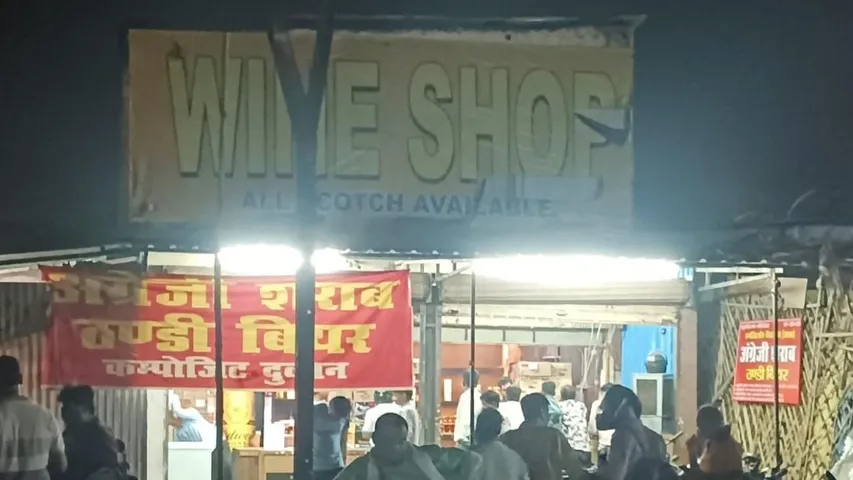 WINE SHOP
ALL SCOTCH AVAILABLE
अंग्रेजी शराब
ठण्डी बियर
कम्पोजिट दुकान
अंग्रेजी शराब
ठण्डी बियर